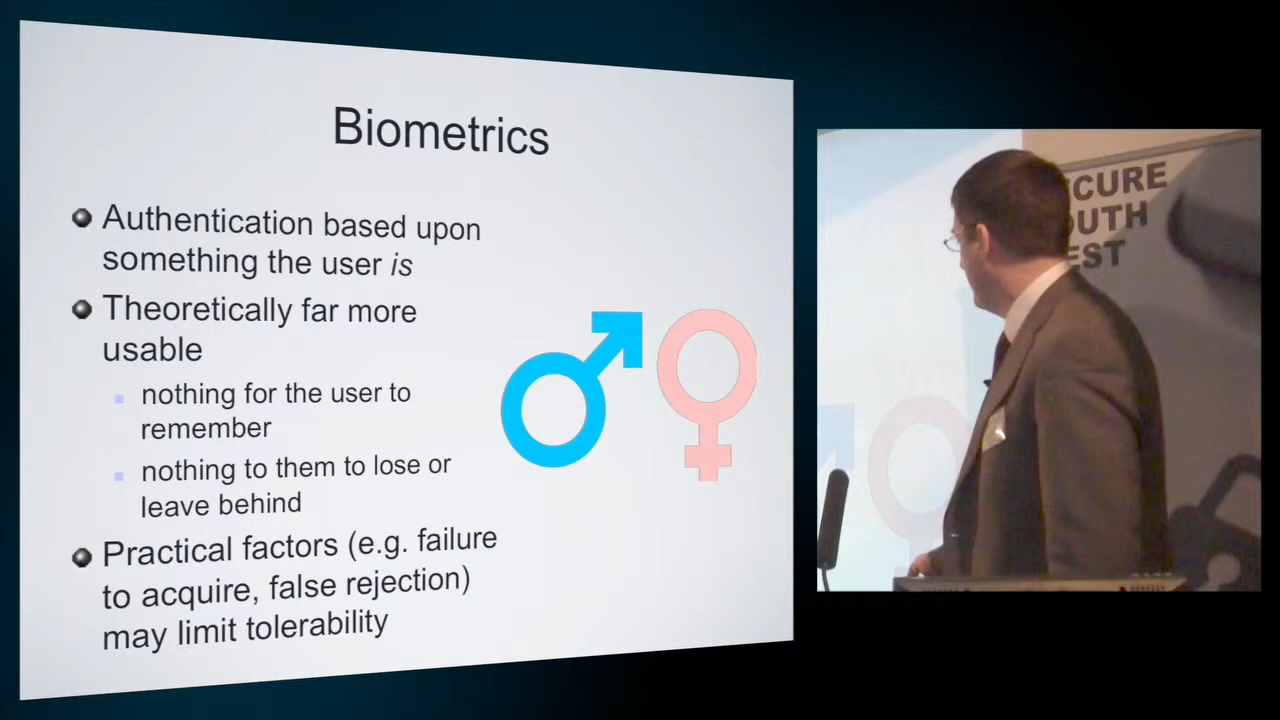 Biometrics
Authentication based upon
something the user is
Theoretically far more
usable
nothing for the user to
remember
nothing to them to lose or
leave behind
Practical factors (e.g. failure
to acquire, false rejection)
may limit tolerability
CURE
OUTH
EST